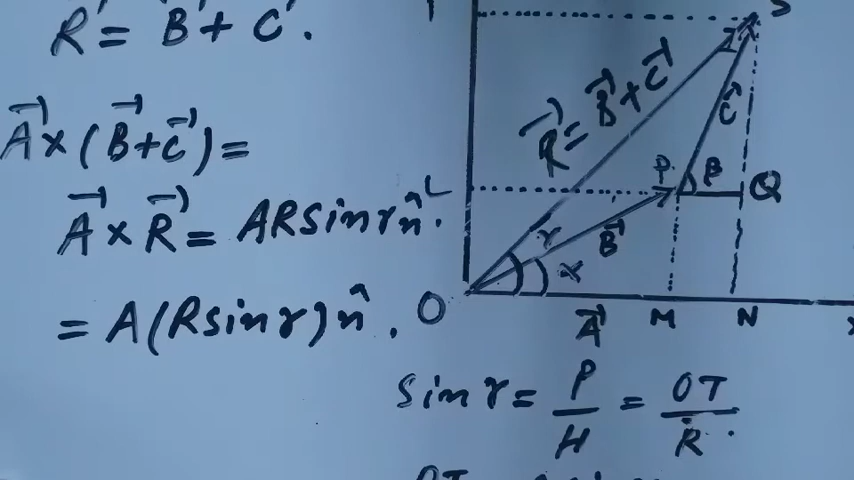 R⃗ = B⃗ + C⃗.
A⃗ × (B⃗ + C⃗) =
A⃗ × R⃗ = ARsinγ n̂
= A(Rsinγ) n̂.
R⃗ = B⃗ + C⃗
C⃗
P
β
Q
γ
B⃗
α
O
A⃗
M
N
Sinγ = P/H = OT/R.